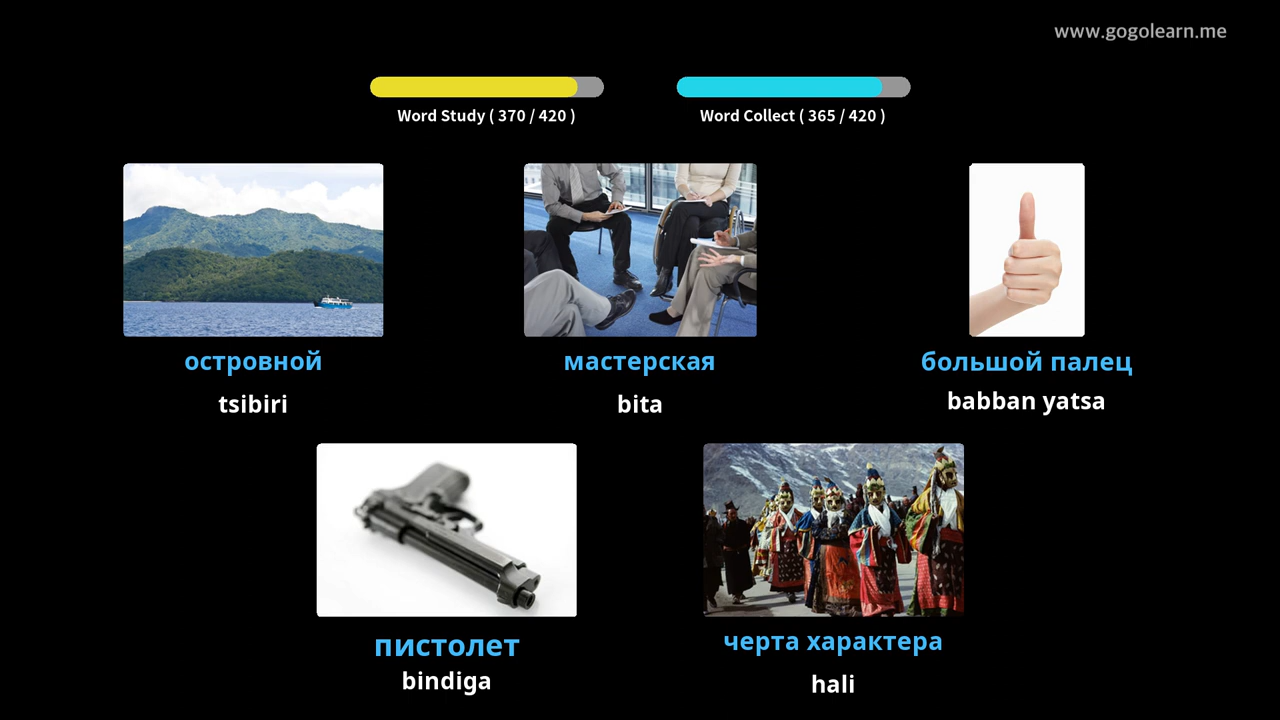 www.gogolearn.me
Word Study ( 370 / 420 )
Word Collect ( 365 / 420 )
островной
tsibiri
мастерская
bita
большой палец
babban yatsa
пистолет
bindiga
черта характера
hali